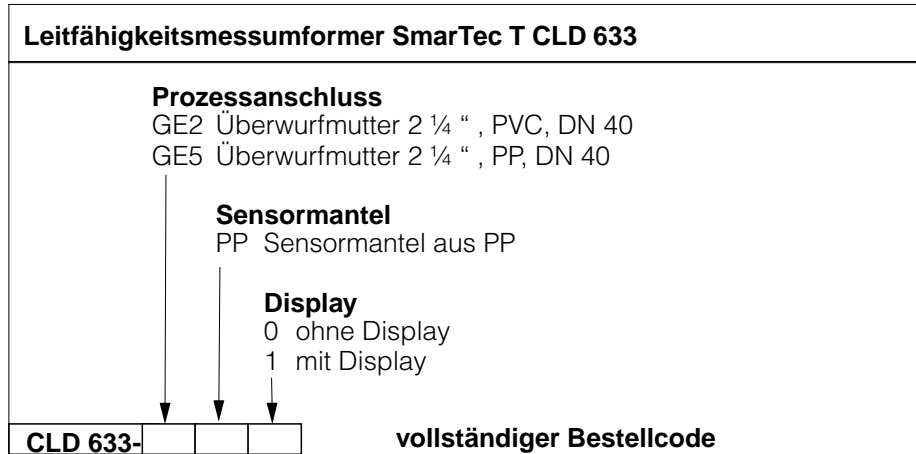 Leitfähigkeitsmessumformer SmarTec T CLD 633
Prozessanschluss
GE2 Überwurfmutter 2 ¼ “ , PVC, DN 40
GE5 Überwurfmutter 2 ¼ “ , PP, DN 40
Sensormantel
PP Sensormantel aus PP
Display
0 ohne Display
1 mit Display
CLD 633- vollständiger Bestellcode